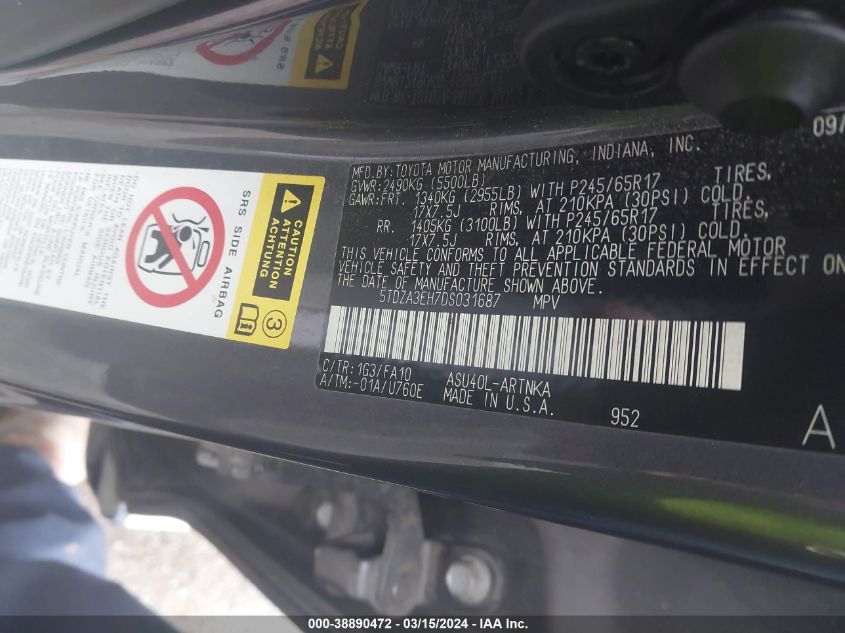 09/
MFD.BY:TOYOTA MOTOR MANUFACTURING, INDIANA, INC.
GVWR:2490KG (5500LB)
GAWR:FRT. 1340KG (2955LB) WITH P245/65R17 TIRES,
17X7.5J RIMS, AT 210KPA (30PSI) COLD.
RR. 1405KG (3100LB) WITH P245/65R17 TIRES,
17X7.5J RIMS, AT 210KPA (30PSI) COLD.
THIS VEHICLE CONFORMS TO ALL APPLICABLE FEDERAL MOTOR
VEHICLE SAFETY AND THEFT PREVENTION STANDARDS IN EFFECT ON
THE DATE OF MANUFACTURE SHOWN ABOVE.
5TDZA3EH7DS031687 MPV
C/TR: 1G3/FA10 ASU40L-ARTNKA
A/TM:-01A/U760E MADE IN U.S.A.
952
A
SRS SIDE AIRBAG
CAUTION
ATTENTION
ACHTUNG
3
000-38890472 - 03/15/2024 - IAA Inc.